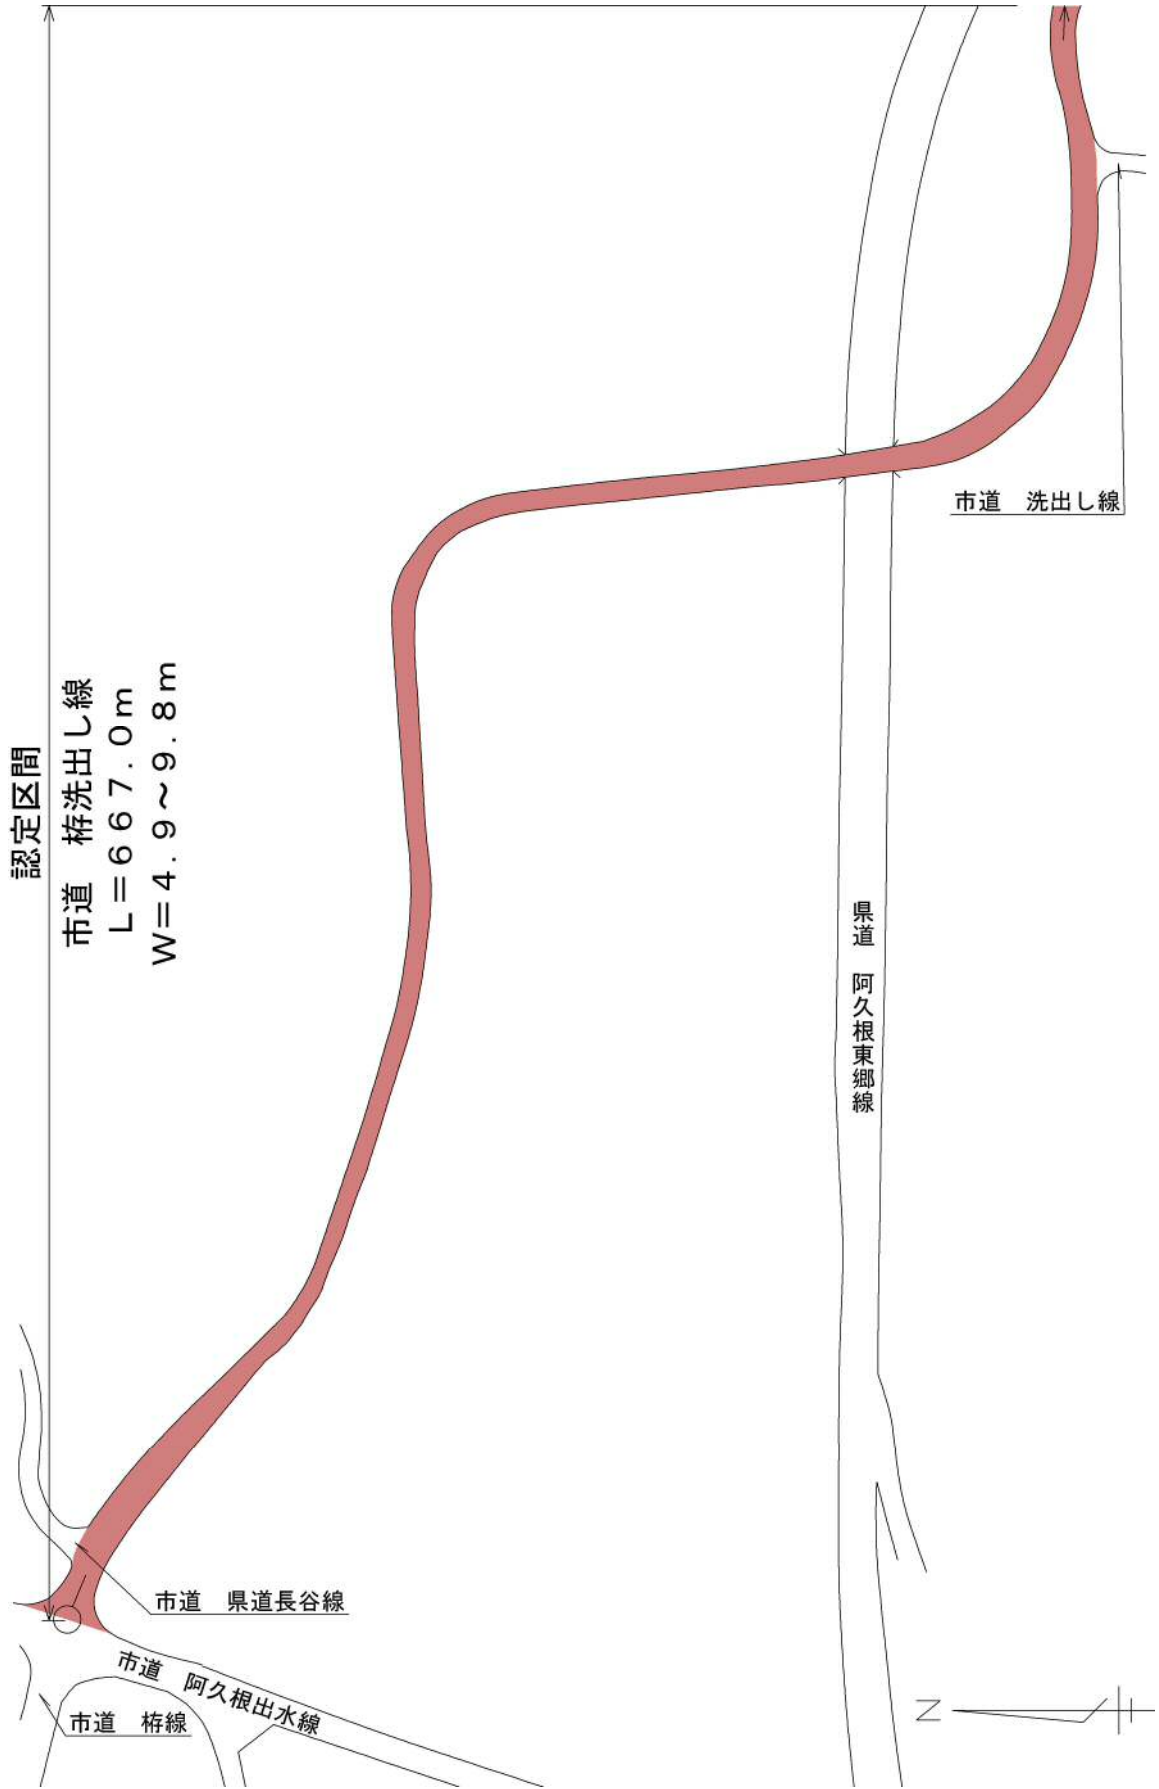 認定区間
市道　桛洗出し線
Ｌ＝６６７.０ｍ
Ｗ＝４.９～９.８ｍ
市道　洗出し線
県道　阿久根東郷線
市道　県道長谷線
市道　阿久根出水線
市道　桛線
N